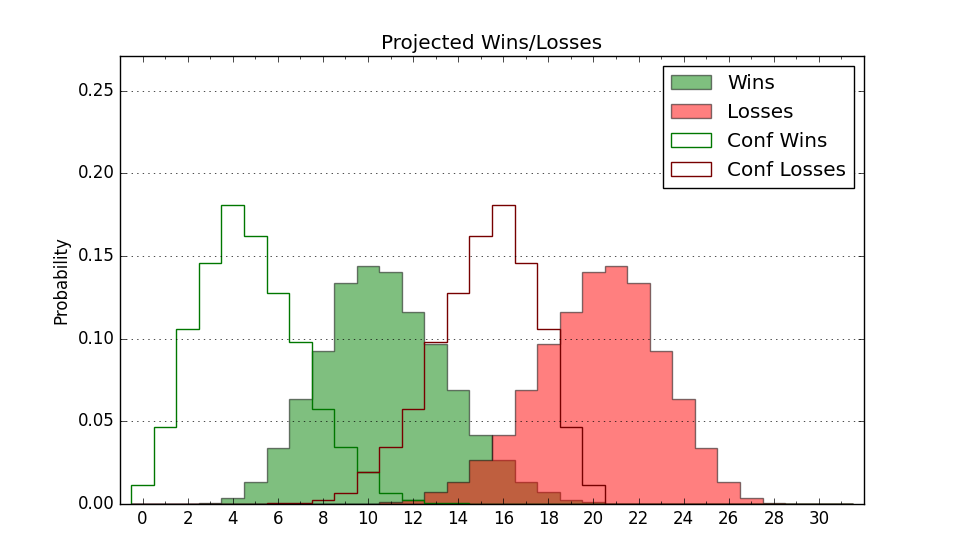 Projected Wins/Losses
0.25
0.20
0.15
0.10
0.05
0.00
Probability
Wins
Losses
Conf Wins
Conf Losses
0 2 4 6 8 10 12 14 16 18 20 22 24 26 28 30